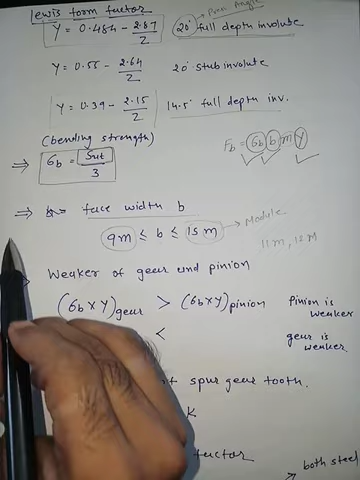 Lewis form factor
Y = 0.484 - 2.87/Z 20° full depth involute
Y = 0.55 - 2.64/Z 20° stub involute
Y = 0.39 - 2.15/Z 14.5° full depth inv.
(bending strength)
σb = Sut/3
Fb = σb b m Y
⇒ face width b
9m ≤ b ≤ 15m → Module
11m, 12M
Weaker of gear and pinion
(σb × Y)gear > (σb × Y)pinion Pinion is weaker
< gear is weaker.
spur gear tooth.
K
factor
both steel